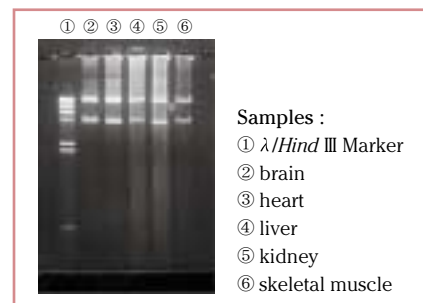 ① ② ③ ④ ⑤ ⑥
Samples :
① λ/Hind Ⅲ Marker
② brain
③ heart
④ liver
⑤ kidney
⑥ skeletal muscle